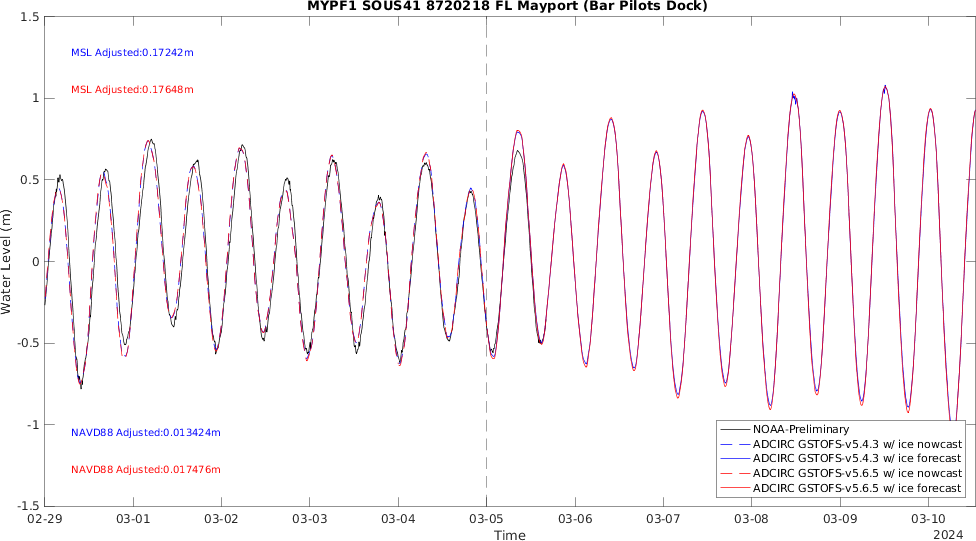 MYPF1 SOUS41 8720218 FL Mayport (Bar Pilots Dock)
1.5
MSL Adjusted:0.17242m
MSL Adjusted:0.17648m
1
0.5
0
-0.5
-1
-1.5
Water Level (m)
NAVD88 Adjusted:0.013424m
NAVD88 Adjusted:0.017476m
NOAA-Preliminary
ADCIRC GSTOFS-v5.4.3 w/ ice nowcast
ADCIRC GSTOFS-v5.4.3 w/ ice forecast
ADCIRC GSTOFS-v5.6.5 w/ ice nowcast
ADCIRC GSTOFS-v5.6.5 w/ ice forecast
02-29 03-01 03-02 03-03 03-04 03-05 03-06 03-07 03-08 03-09 03-10
Time
2024